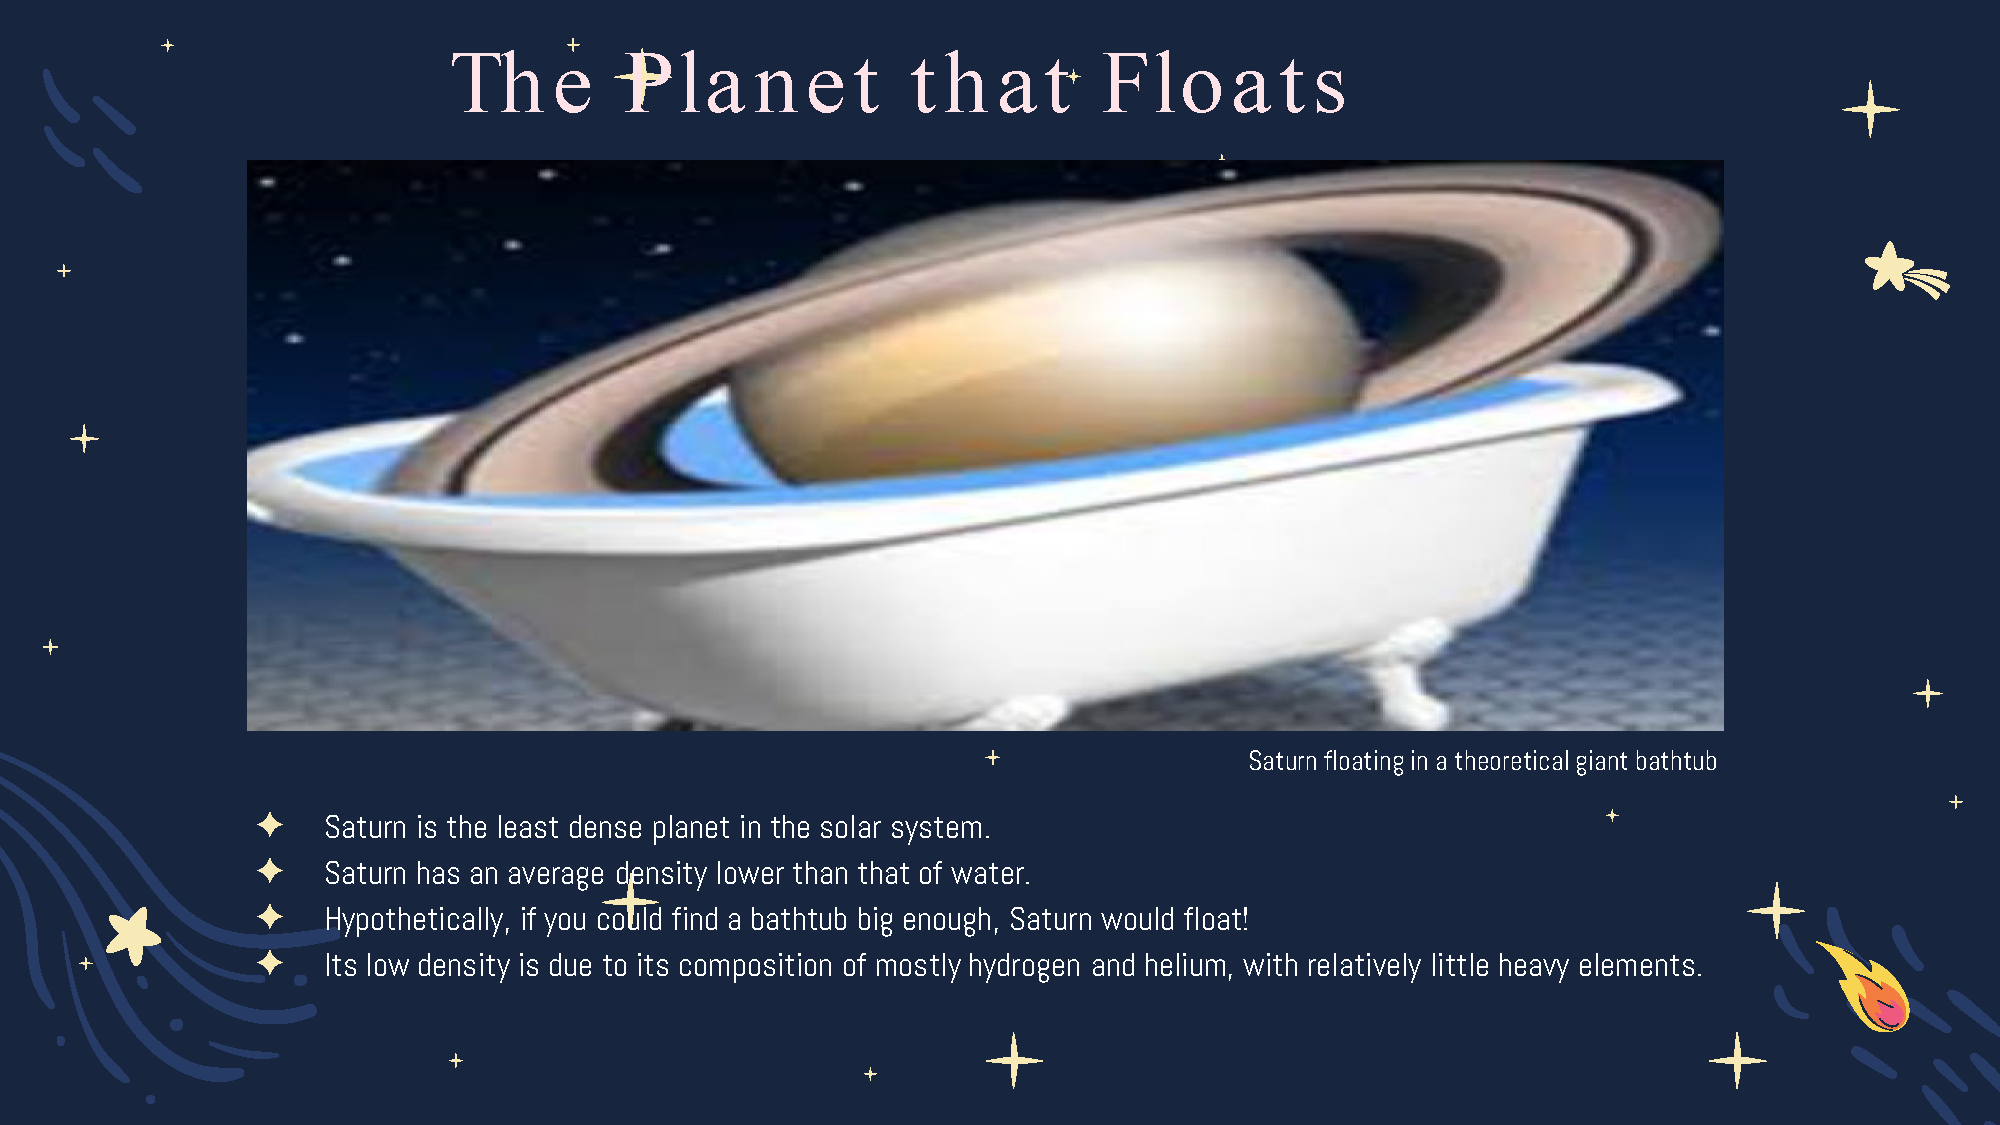 The Planet that Floats
Saturn floating in a theoretical giant bathtub
Saturn is the least dense planet in the solar system.
Saturn has an average density lower than that of water.
Hypothetically, if you could find a bathtub big enough, Saturn would float!
Its low density is due to its composition of mostly hydrogen and helium, with relatively little heavy elements.